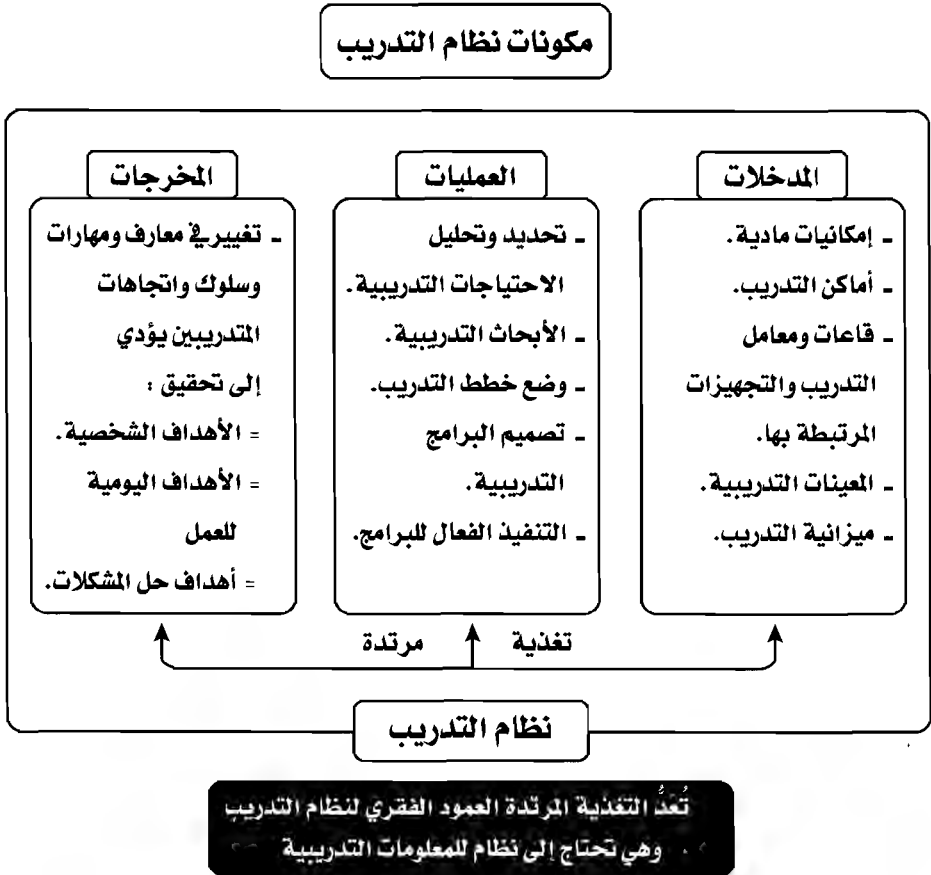 مكونات نظام التدريب
المدخلات
ـ إمكانيات مادية.
ـ أماكن التدريب.
ـ قاعات ومعامل
التدريب والتجهيزات
المرتبطة بها.
ـ المعينات التدريبية.
ـ ميزانية التدريب.
العمليات
ـ تحديد وتحليل
الاحتياجات التدريبية.
ـ الأبحاث التدريبية.
ـ وضع خطط التدريب.
ـ تصميم البرامج
التدريبية.
ـ التنفيذ الفعال للبرامج.
المخرجات
ـ تغيير في معارف ومهارات
وسلوك واتجاهات
المتدربين يؤدي
إلى تحقيق :
= الأهداف الشخصية.
= الأهداف اليومية
للعمل
= أهداف حل المشكلات.
تغذية مرتدة
نظام التدريب
تُعَدُّ التغذية المرتدة العمود الفقري لنظام التدريب
وهي تحتاج إلى نظام للمعلومات التدريبية